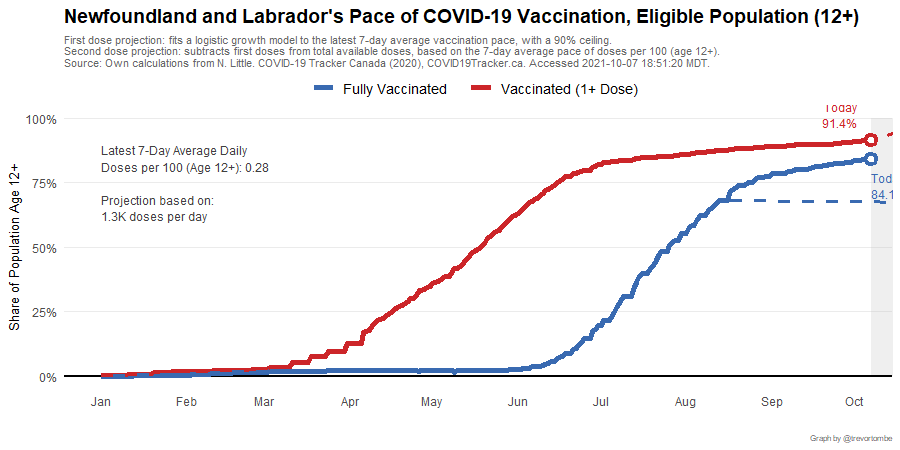 Newfoundland and Labrador's Pace of COVID-19 Vaccination, Eligible Population (12+)
First dose projection: fits a logistic growth model to the latest 7-day average vaccination pace, with a 90% ceiling.
Second dose projection: subtracts first doses from total available doses, based on the 7-day average pace of doses per 100 (age 12+).
Source: Own calculations from N. Little. COVID-19 Tracker Canada (2020), COVID19Tracker.ca. Accessed 2021-10-07 18:51:20 MDT.
Fully Vaccinated
Vaccinated (1+ Dose)
Today
91.4%
100%
Latest 7-Day Average Daily
Doses per 100 (Age 12+): 0.28
Tod
75%
84.1
Projection based on:
1.3K doses per day
50%
25%
0%
Share of Population Age 12+
Jan
Feb
Mar
Apr
May
Jun
Jul
Aug
Sep
Oct
Graph by @trevortombe